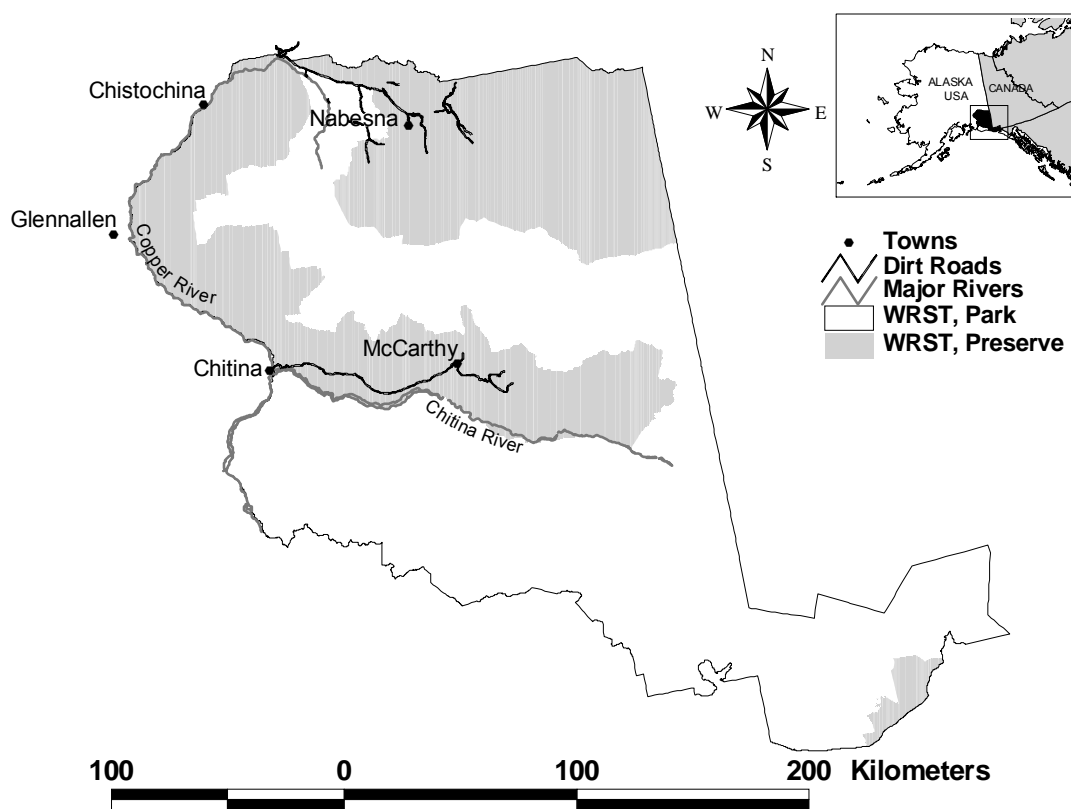 Chistochina
Nabesna
Glennallen
Copper River
Chitina
McCarthy
Chitina River
N
W
E
S
ALASKA
USA
CANADA
Towns
Dirt Roads
Major Rivers
WRST, Park
WRST, Preserve
100 0 100 200 Kilometers